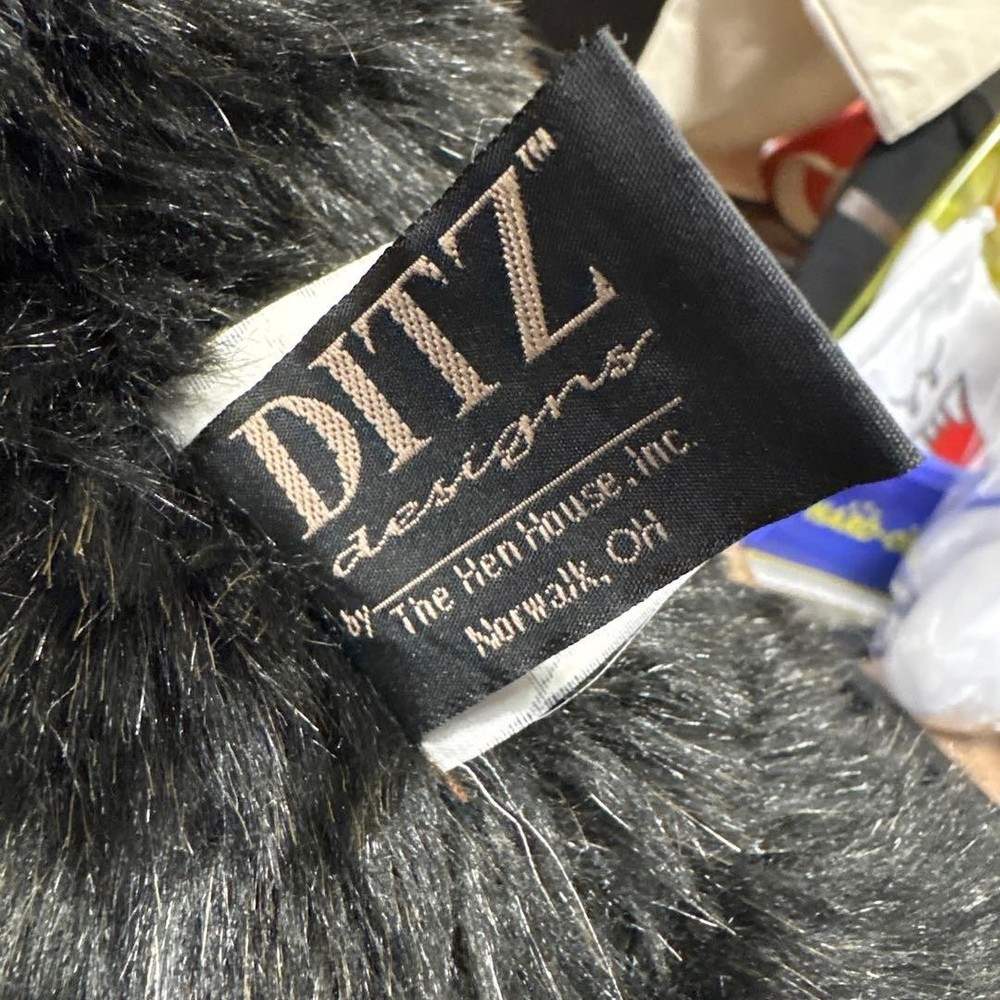 DITZ™
designs
by The Hen House, Inc.
Norwalk, OH